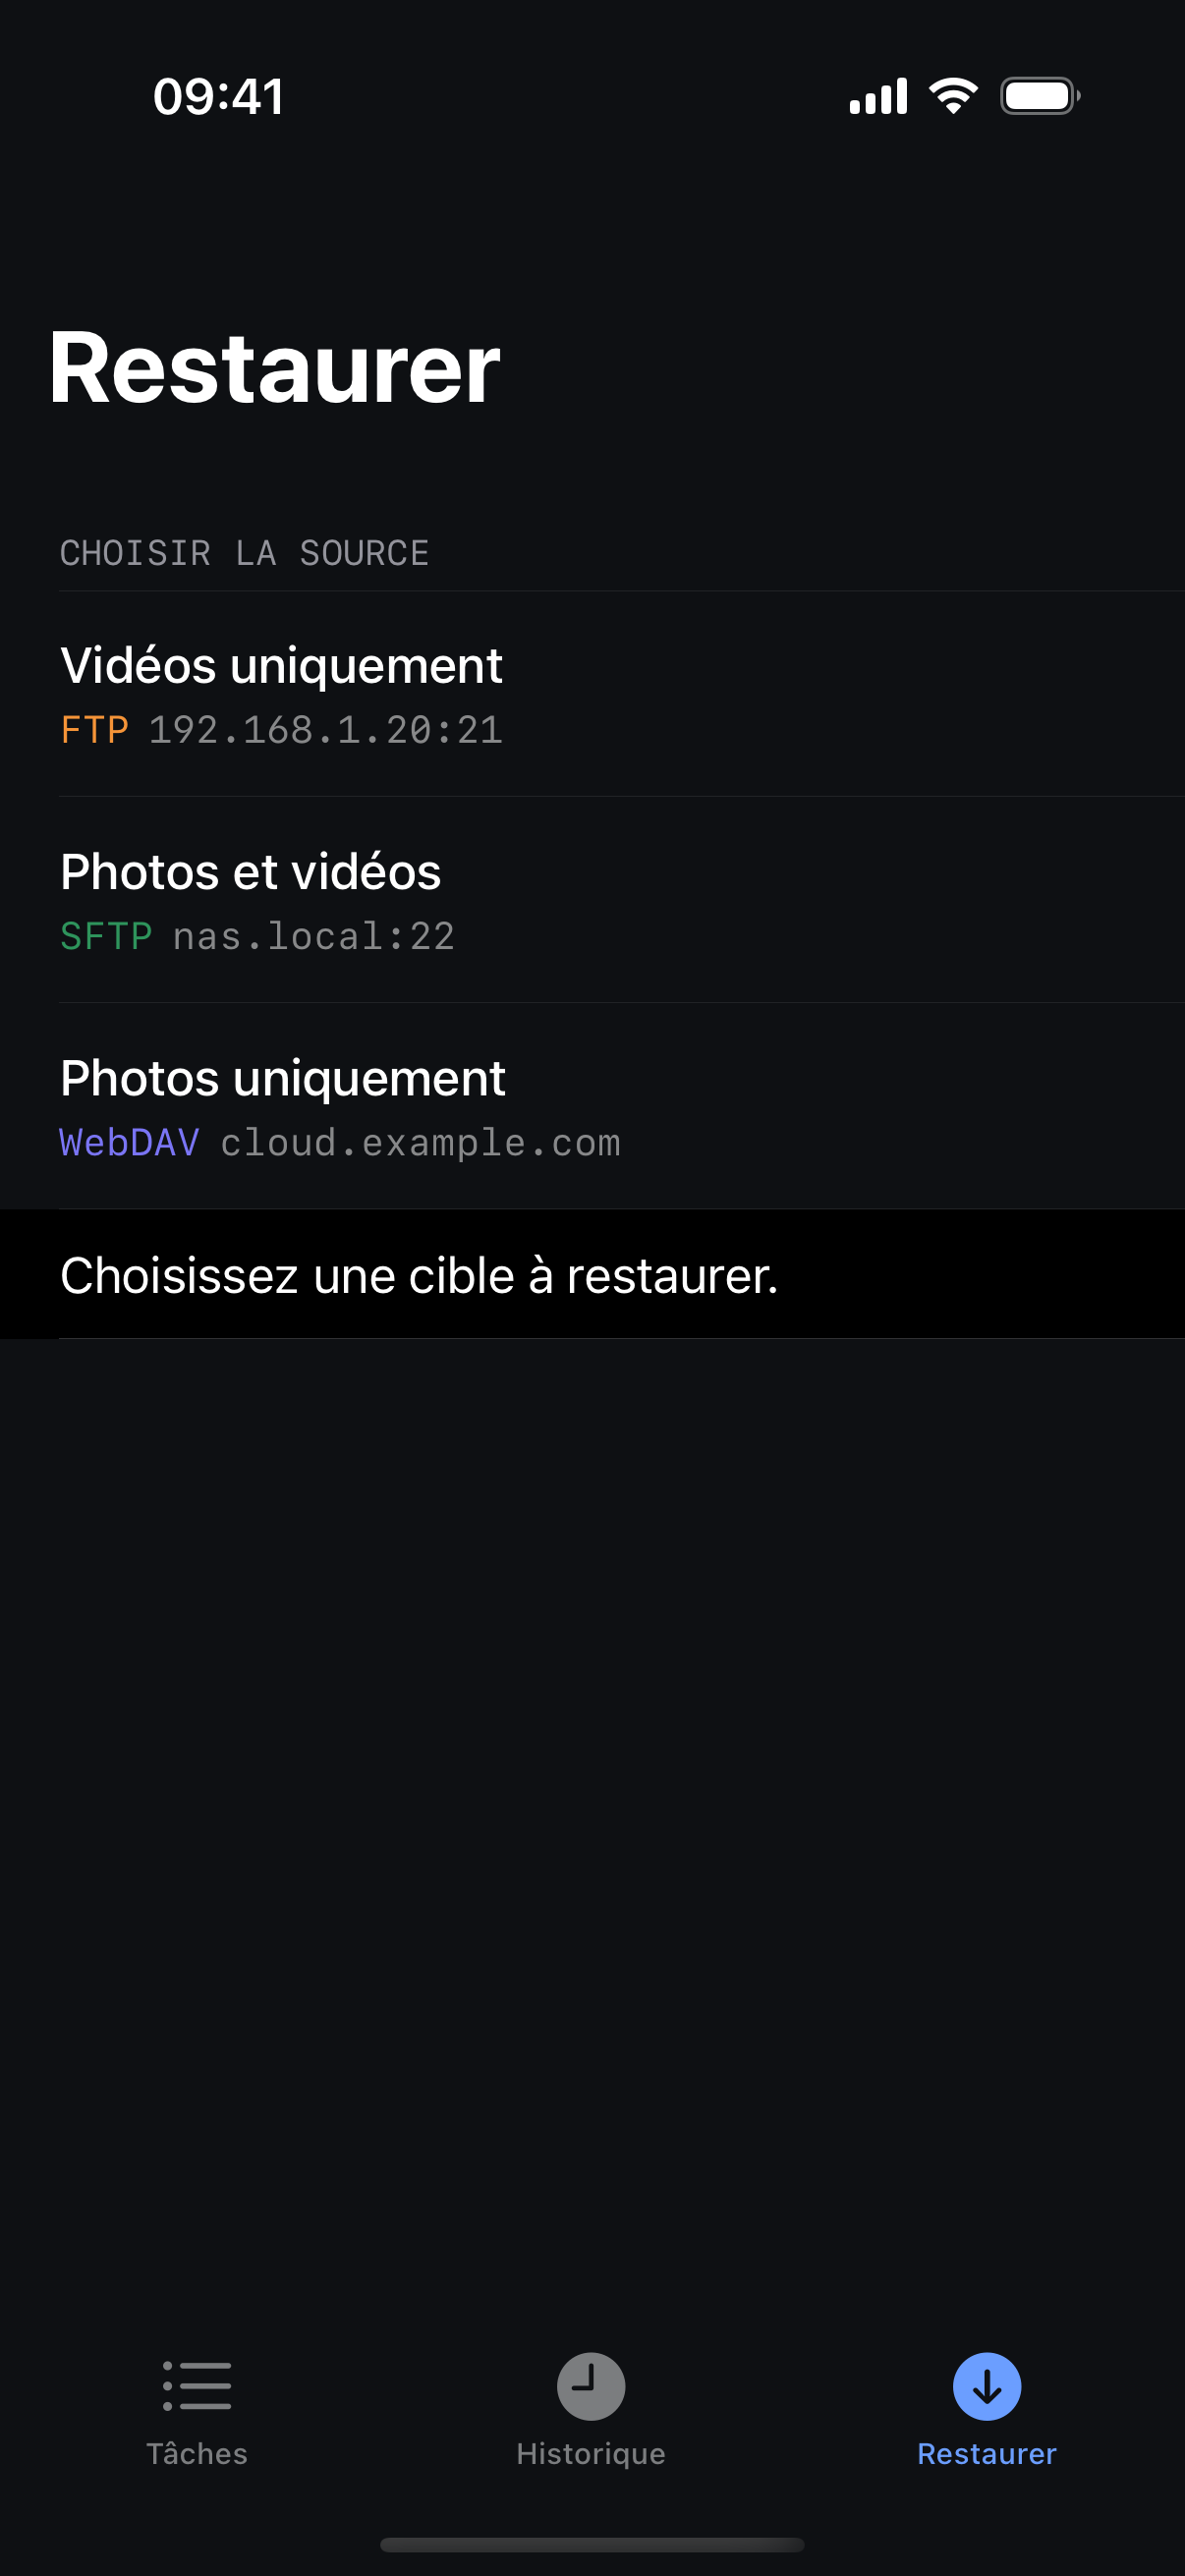 09:41
Restaurer
CHOISIR LA SOURCE
Vidéos uniquement
FTP 192.168.1.20:21
Photos et vidéos
SFTP nas.local:22
Photos uniquement
WebDAV cloud.example.com
Choisissez une cible à restaurer.
Tâches
Historique
Restaurer